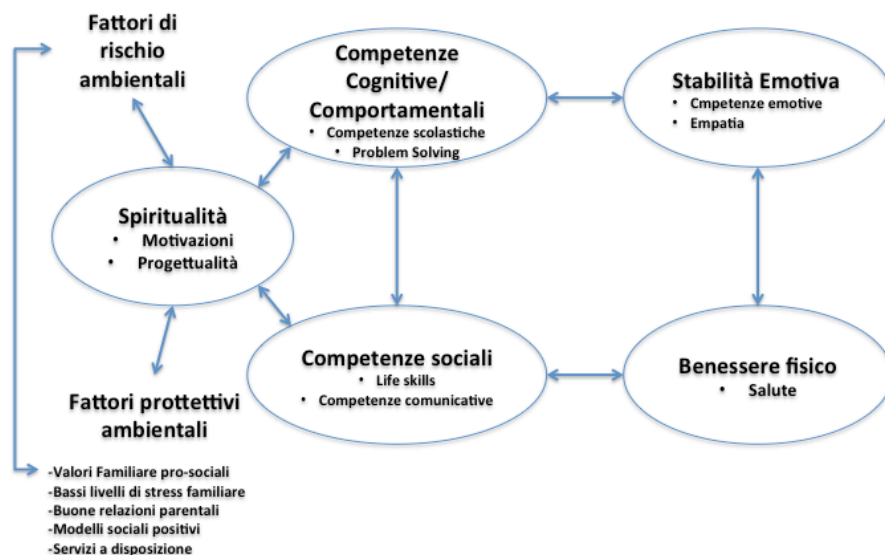 Fattori di
rischio
ambientali
Competenze
Cognitive/
Comportamentali
• Competenze scolastiche
• Problem Solving
Stabilità Emotiva
• Cmpetenze emotive
• Empatia
Spiritualità
• Motivazioni
• Progettualità
Competenze sociali
• Life skills
• Competenze comunicative
Benessere fisico
• Salute
Fattori prottettivi
ambientali
-Valori Familiare pro-sociali
-Bassi livelli di stress familiare
-Buone relazioni parentali
-Modelli sociali positivi
-Servizi a disposizione